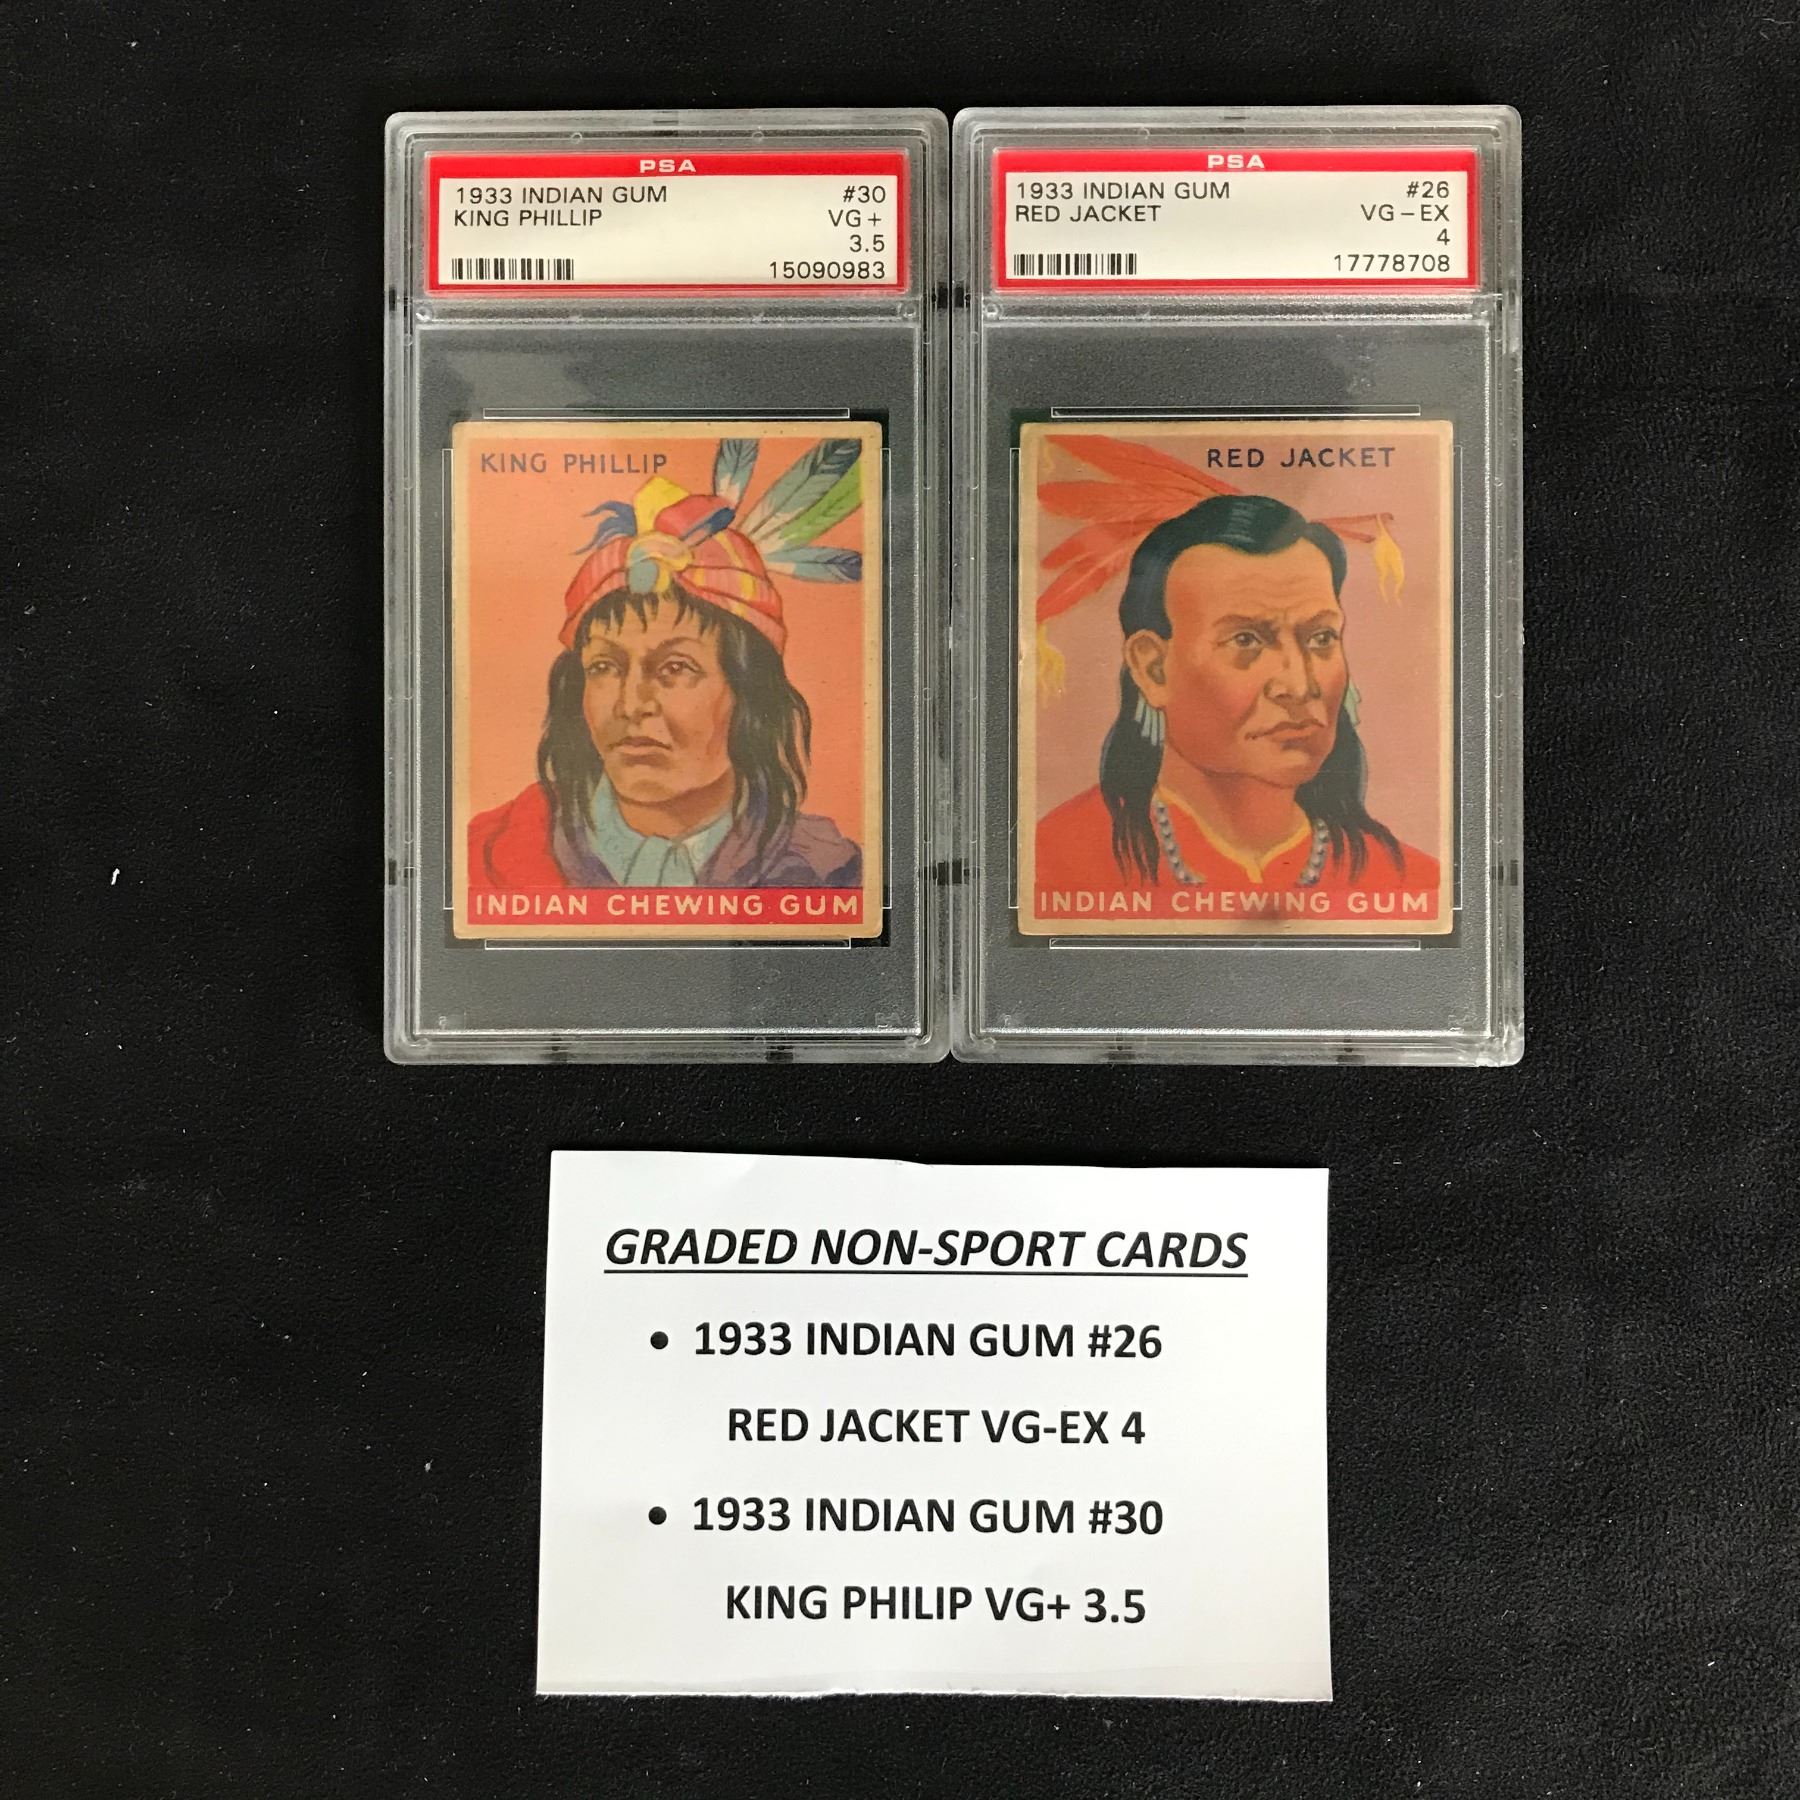 PSA
1933 INDIAN GUM #30
KING PHILLIP VG+
3.5
15090983
KING PHILLIP
INDIAN CHEWING GUM
PSA
1933 INDIAN GUM #26
RED JACKET VG-EX
4
17778708
RED JACKET
INDIAN CHEWING GUM
GRADED NON-SPORT CARDS
• 1933 INDIAN GUM #26
RED JACKET VG-EX 4
• 1933 INDIAN GUM #30
KING PHILIP VG+ 3.5